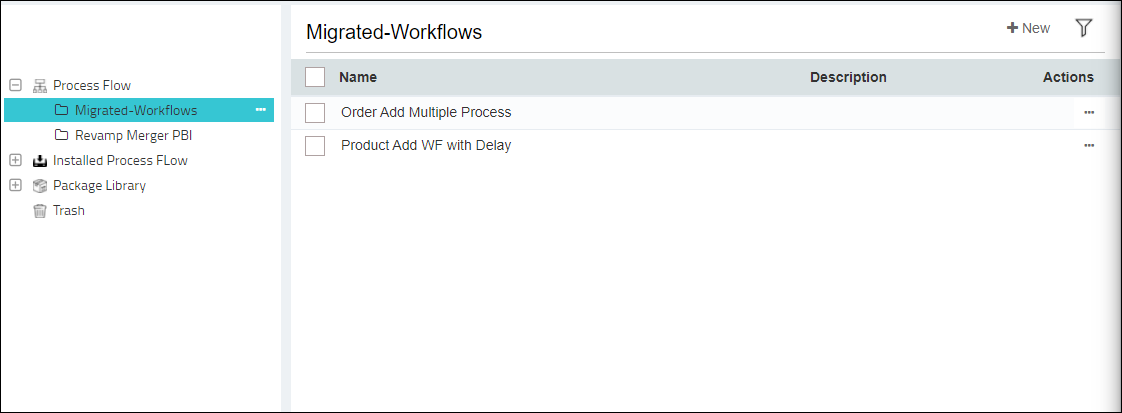 Process Flow
Migrated-Workflows
Revamp Merger PBI
Installed Process FLow
Package Library
Trash
Migrated-Workflows
New
Name Description Actions
Order Add Multiple Process
Product Add WF with Delay